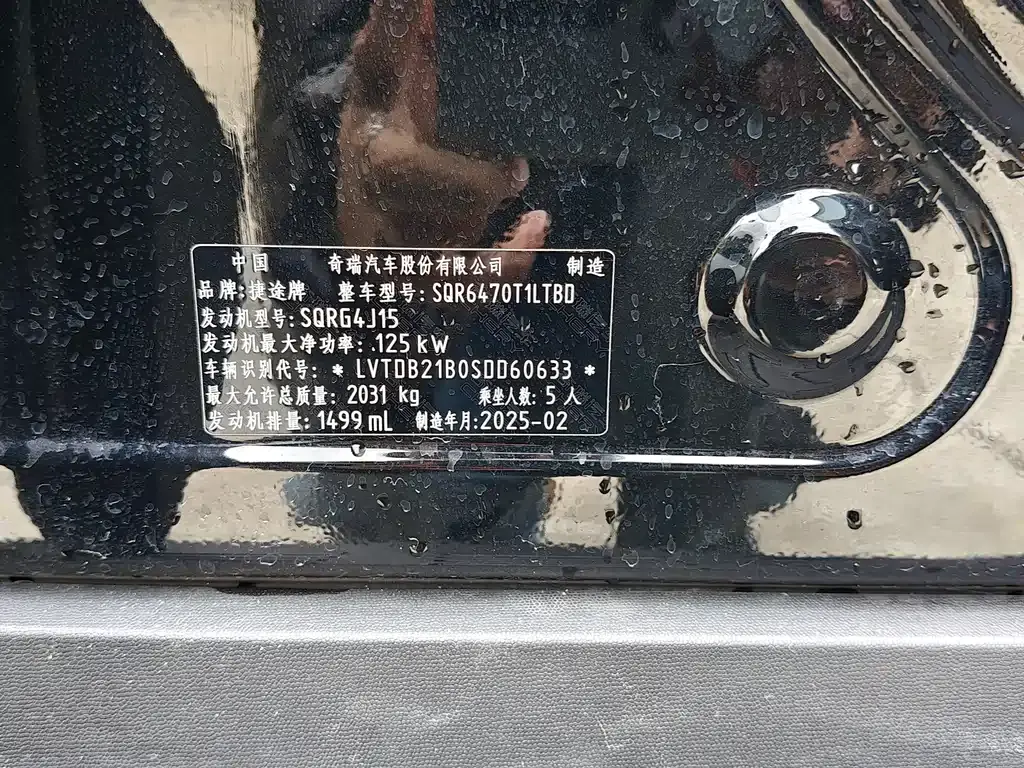 中国 奇瑞汽车股份有限公司 制造
品牌:捷途牌 整车型号:SQR6470T1LTBD
发动机型号:SQRG4J15
发动机最大净功率:125 kW
车辆识别代号: * LVTDB21B0SDD60633 *
最大允许总质量: 2031 kg 乘坐人数: 5 人
发动机排量: 1499 mL 制造年月:2025-02